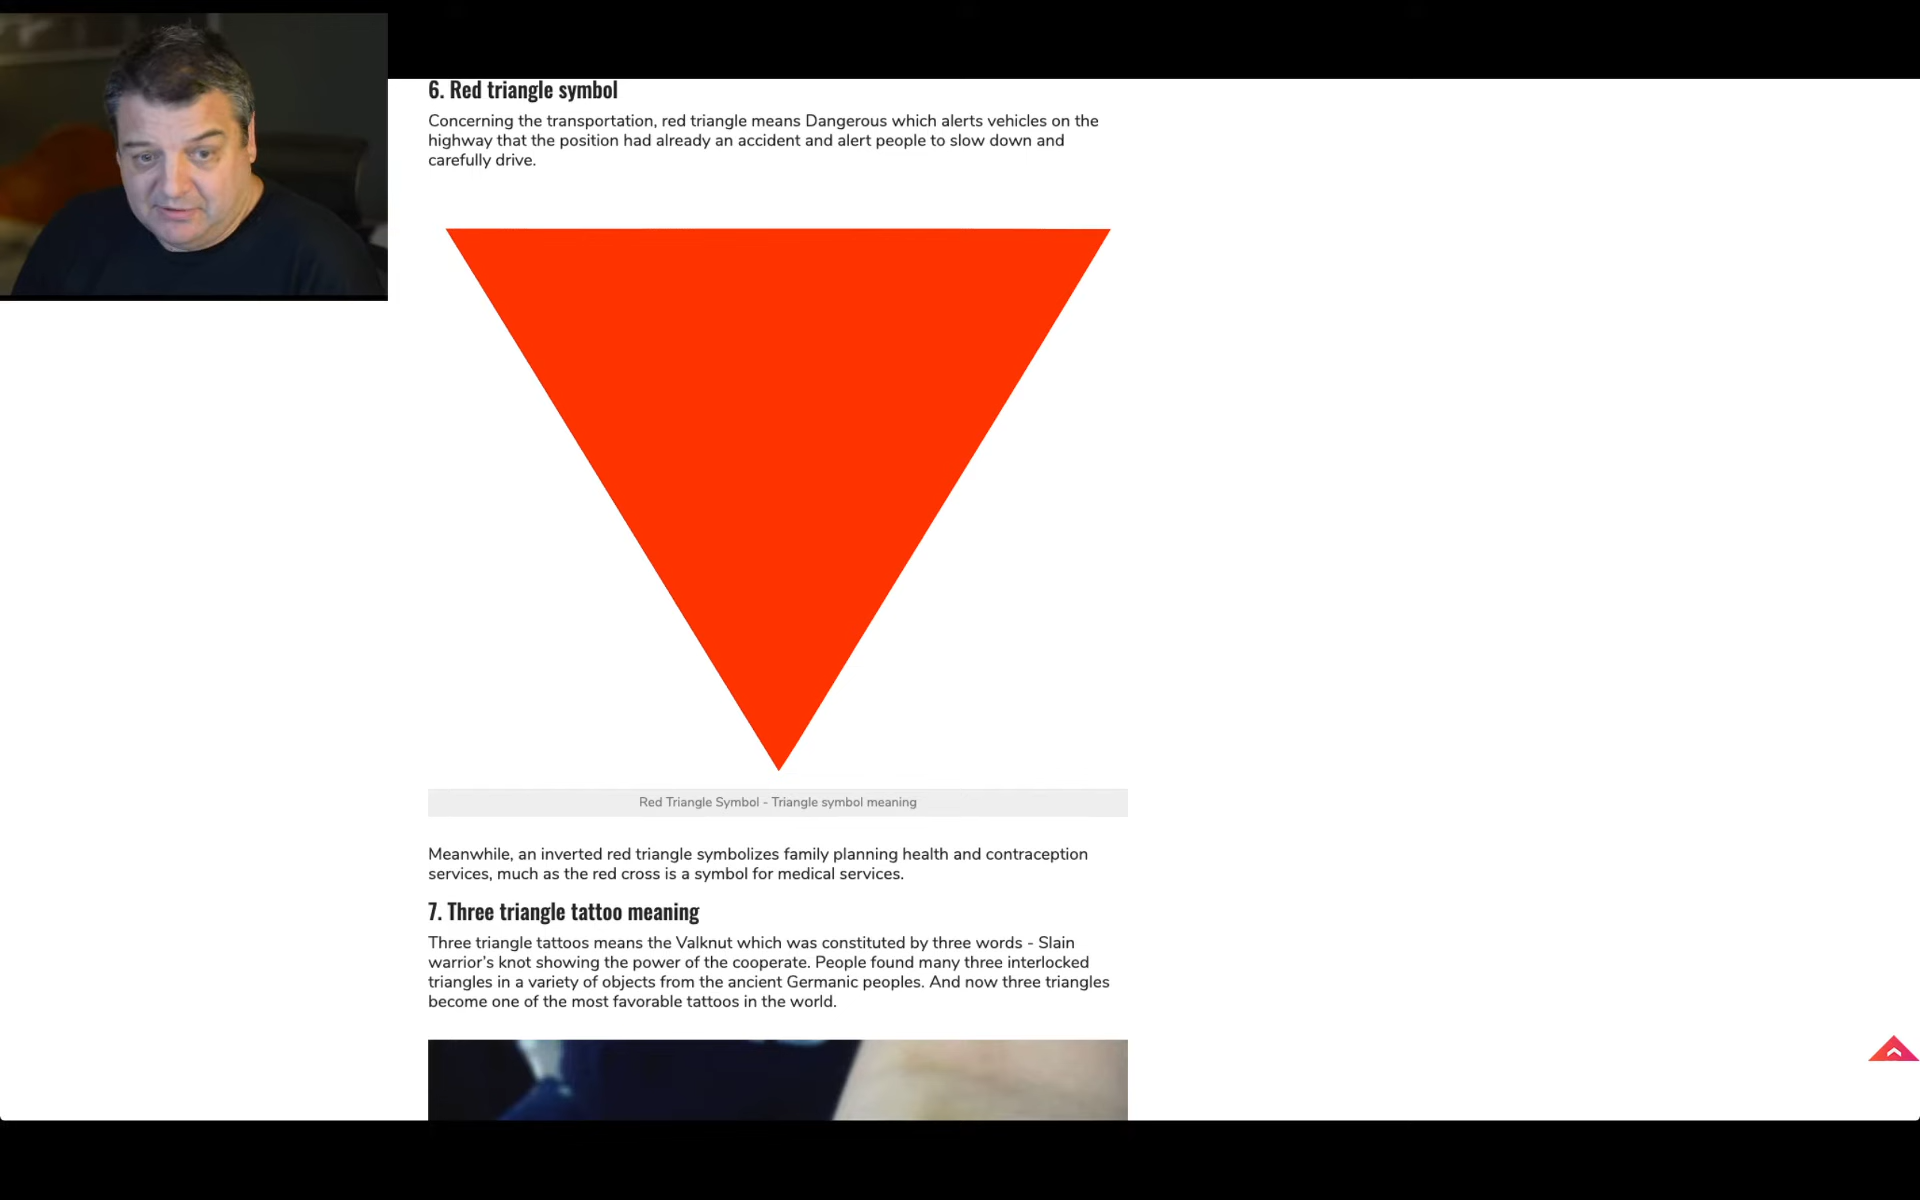 6. Red triangle symbol
Concerning the transportation, red triangle means Dangerous which alerts vehicles on the
highway that the position had already an accident and alert people to slow down and
carefully drive.
Red Triangle Symbol - Triangle symbol meaning
Meanwhile, an inverted red triangle symbolizes family planning health and contraception
services, much as the red cross is a symbol for medical services.
7. Three triangle tattoo meaning
Three triangle tattoos means the Valknut which was constituted by three words - Slain
warrior's knot showing the power of the cooperate. People found many three interlocked
triangles in a variety of objects from the ancient Germanic peoples. And now three triangles
become one of the most favorable tattoos in the world.